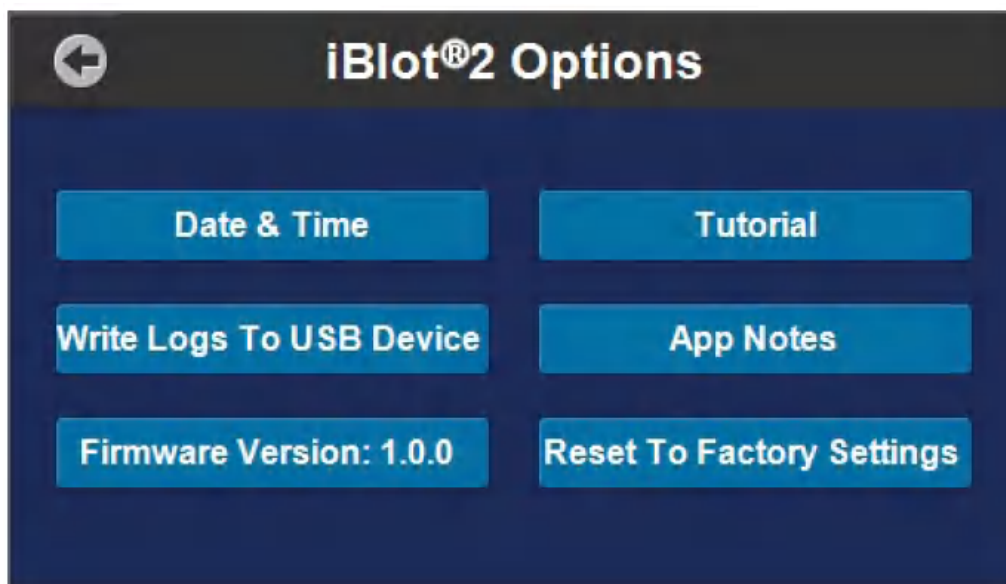 iBlot®2 Options
Date & Time
Tutorial
Write Logs To USB Device
App Notes
Firmware Version: 1.0.0
Reset To Factory Settings